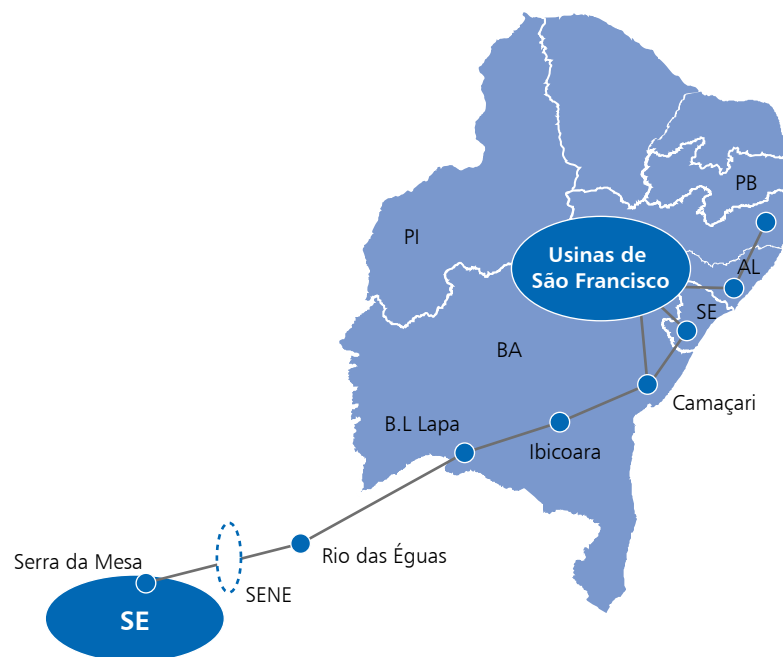 PB
PI
Usinas de
São Francisco
AL
SE
BA
Camaçari
B.L Lapa
Ibicoara
Rio das Éguas
Serra da Mesa
SENE
SE